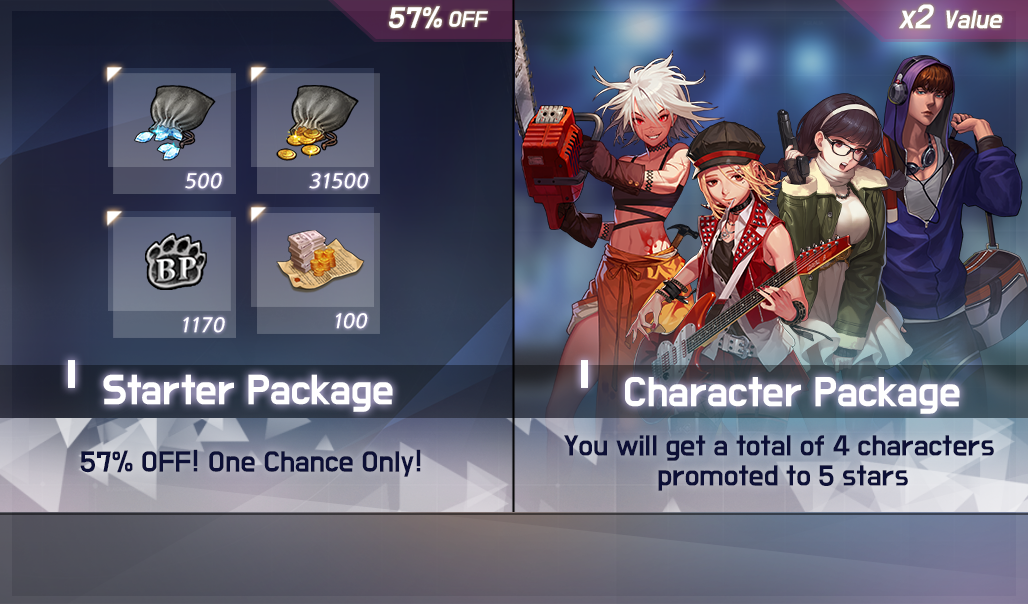 57% OFF
500
31500
BP
1170
100
Starter Package
57% OFF! One Chance Only!
x2 Value
Character Package
You will get a total of 4 characters
promoted to 5 stars